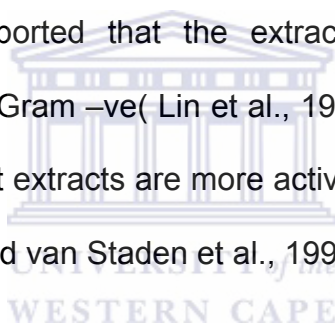 ported that the extrac
Gram –ve( Lin et al., 19
t extracts are more activ
d van Staden et al., 199
UNIVERSITY of the
WESTERN CAPE